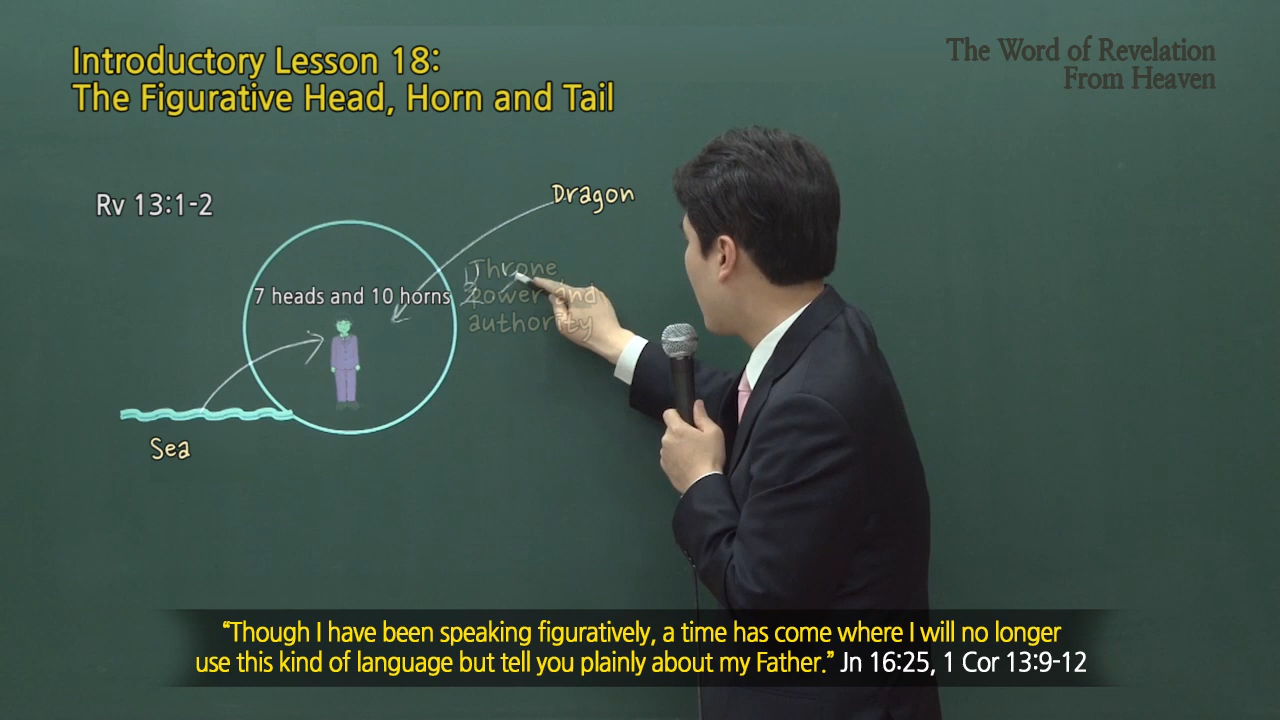 Introductory Lesson 18:
The Figurative Head, Horn and Tail
The Word of Revelation
From Heaven
Rv 13:1-2
Dragon
Throne,
power and
authority
7 heads and 10 horns
Sea
“Though I have been speaking figuratively, a time has come where I will no longer
use this kind of language but tell you plainly about my Father.” Jn 16:25, 1 Cor 13:9-12